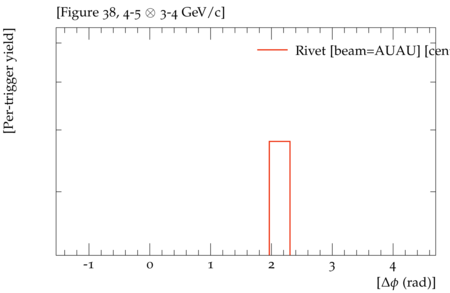 [Figure 38, 4-5 ⊗ 3-4 GeV/c]
[Per-trigger yield]
Rivet [beam=AUAU] [cen
-1 0 1 2 3 4
[Δϕ (rad)]